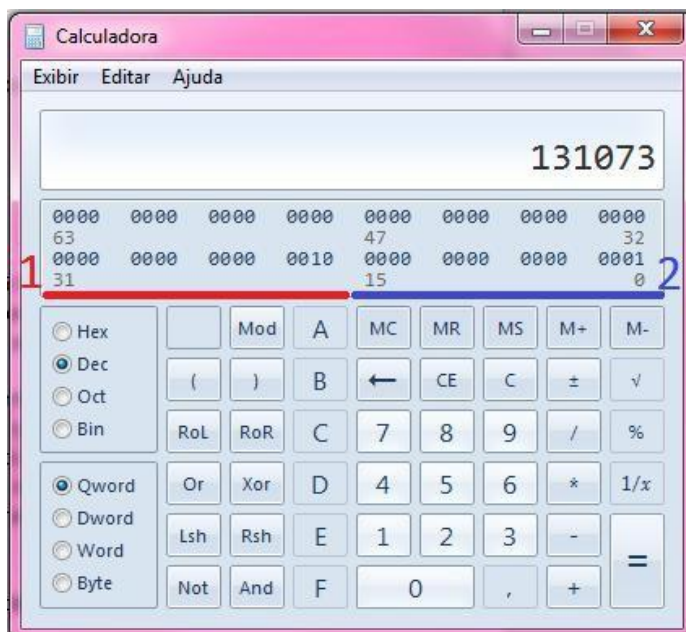 Calculadora
Exibir Editar Ajuda
131073
0000 0000 0000 0000 0000 0000 0000 0000
63 47 32
0000 0000 0000 0010 0000 0000 0000 0001
31 15 0
1 2
Hex Mod A MC MR MS M+ M-
Dec ( ) B ← CE C ± √
Oct
Bin RoL RoR C 7 8 9 / %
Qword Or Xor D 4 5 6 * 1/x
Dword
Word Lsh Rsh E 1 2 3 - =
Byte Not And F 0 , +